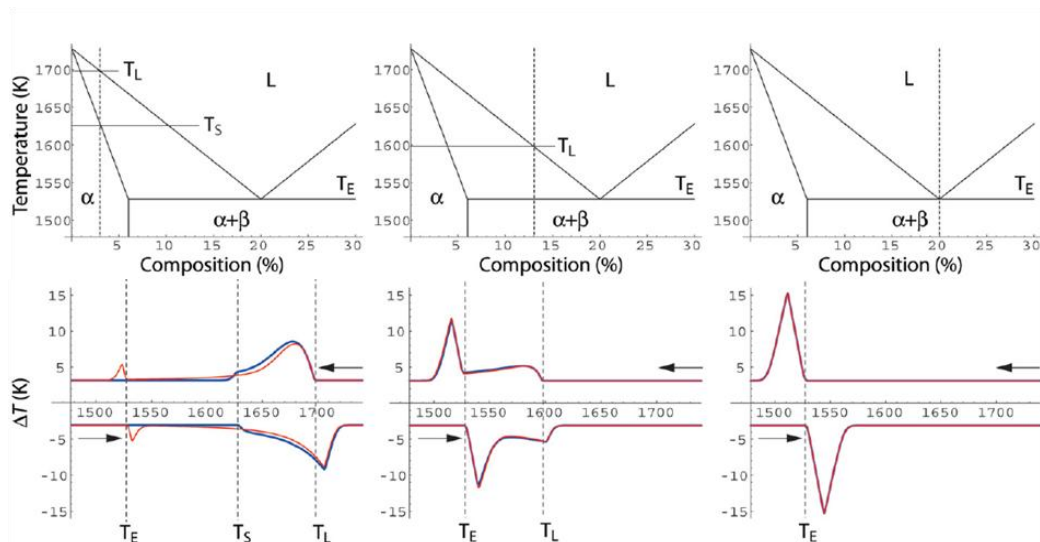 Temperature (K)
1700
1650
1600
1550
1500
T_L
L
T_S
T_E
α
α+β
5 10 15 20 25 30
Composition (%)
1700
1650
1600
1550
1500
L
T_L
T_E
α
α+β
5 10 15 20 25 30
Composition (%)
1700
1650
1600
1550
1500
L
T_E
α
α+β
5 10 15 20 25 30
Composition (%)
ΔT (K)
15
10
5
1500 1550 1600 1650 1700
-5
-10
-15
T_E T_S T_L
15
10
5
1500 1550 1600 1650 1700
-5
-10
-15
T_E T_L
15
10
5
1500 1550 1600 1650 1700
-5
-10
-15
T_E